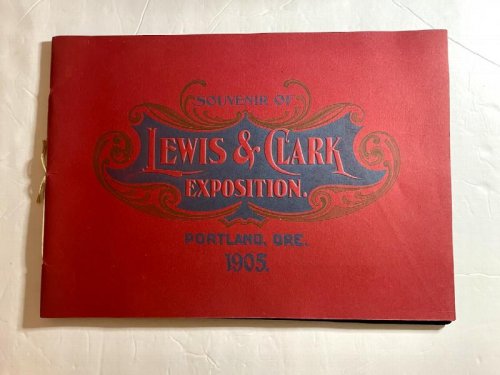 SOUVENIR OF
LEWIS & CLARK
EXPOSITION.
PORTLAND, ORE.
1905.